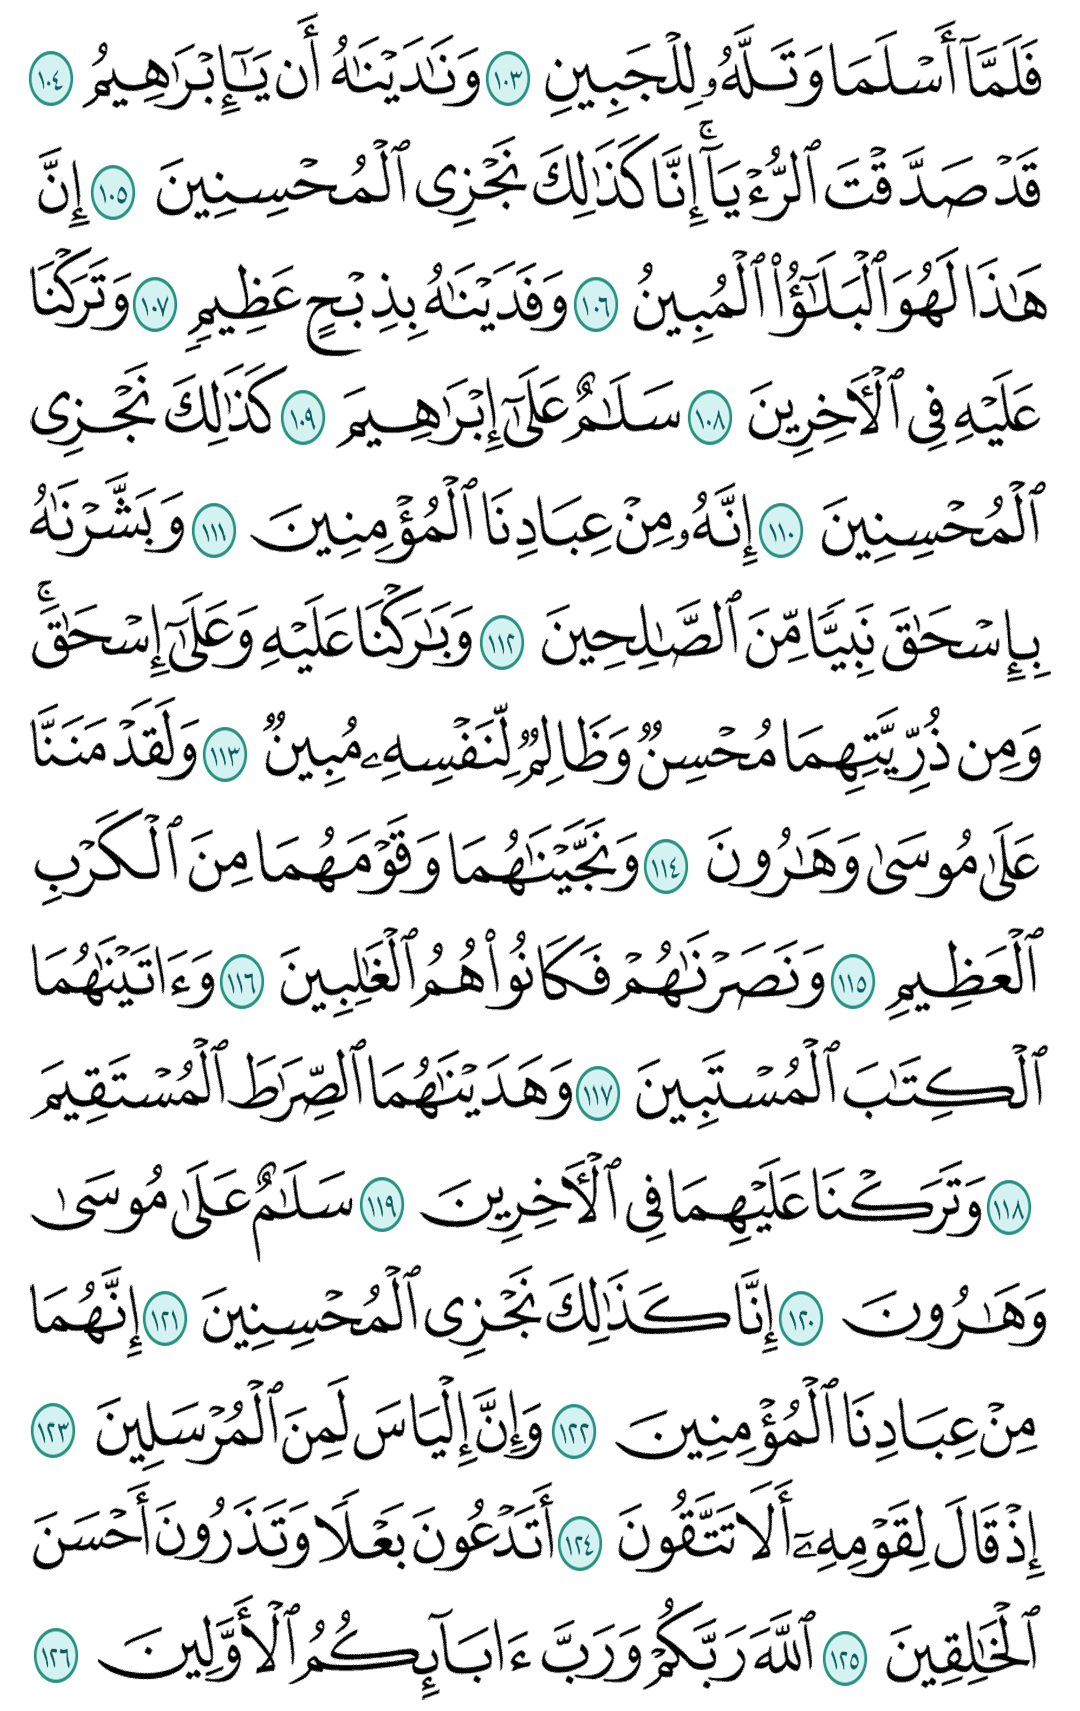 فَلَمَّآ أَسۡلَمَا وَتَلَّهُۥ لِلۡجَبِينِ ١٠٣ وَنَٰدَيۡنَٰهُ أَن يَٰٓإِبۡرَٰهِيمُ ١٠٤
قَدۡ صَدَّقۡتَ ٱلرُّءۡيَآۚ إِنَّا كَذَٰلِكَ نَجۡزِي ٱلۡمُحۡسِنِينَ ١٠٥ إِنَّ
هَٰذَا لَهُوَ ٱلۡبَلَٰٓؤُاْ ٱلۡمُبِينُ ١٠٦ وَفَدَيۡنَٰهُ بِذِبۡحٍ عَظِيمٖ ١٠٧ وَتَرَكۡنَا
عَلَيۡهِ فِي ٱلۡأٓخِرِينَ ١٠٨ سَلَٰمٌ عَلَىٰٓ إِبۡرَٰهِيمَ ١٠٩ كَذَٰلِكَ نَجۡزِي
ٱلۡمُحۡسِنِينَ ١١٠ إِنَّهُۥ مِنۡ عِبَادِنَا ٱلۡمُؤۡمِنِينَ ١١١ وَبَشَّرۡنَٰهُ
بِإِسۡحَٰقَ نَبِيّٗا مِّنَ ٱلصَّٰلِحِينَ ١١٢ وَبَٰرَكۡنَا عَلَيۡهِ وَعَلَىٰٓ إِسۡحَٰقَۚ
وَمِن ذُرِّيَّتِهِمَا مُحۡسِنٞ وَظَالِمٞ لِّنَفۡسِهِۦ مُبِينٞ ١١٣ وَلَقَدۡ مَنَنَّا
عَلَىٰ مُوسَىٰ وَهَٰرُونَ ١١٤ وَنَجَّيۡنَٰهُمَا وَقَوۡمَهُمَا مِنَ ٱلۡكَرۡبِ
ٱلۡعَظِيمِ ١١٥ وَنَصَرۡنَٰهُمۡ فَكَانُواْ هُمُ ٱلۡغَٰلِبِينَ ١١٦ وَءَاتَيۡنَٰهُمَا
ٱلۡكِتَٰبَ ٱلۡمُسۡتَبِينَ ١١٧ وَهَدَيۡنَٰهُمَا ٱلصِّرَٰطَ ٱلۡمُسۡتَقِيمَ
١١٨ وَتَرَكۡنَا عَلَيۡهِمَا فِي ٱلۡأٓخِرِينَ ١١٩ سَلَٰمٌ عَلَىٰ مُوسَىٰ
وَهَٰرُونَ ١٢٠ إِنَّا كَذَٰلِكَ نَجۡزِي ٱلۡمُحۡسِنِينَ ١٢١ إِنَّهُمَا
مِنۡ عِبَادِنَا ٱلۡمُؤۡمِنِينَ ١٢٢ وَإِنَّ إِلۡيَاسَ لَمِنَ ٱلۡمُرۡسَلِينَ ١٢٣
إِذۡ قَالَ لِقَوۡمِهِۦٓ أَلَا تَتَّقُونَ ١٢٤ أَتَدۡعُونَ بَعۡلٗا وَتَذَرُونَ أَحۡسَنَ
ٱلۡخَٰلِقِينَ ١٢٥ ٱللَّهَ رَبَّكُمۡ وَرَبَّ ءَابَآئِكُمُ ٱلۡأَوَّلِينَ ١٢٦